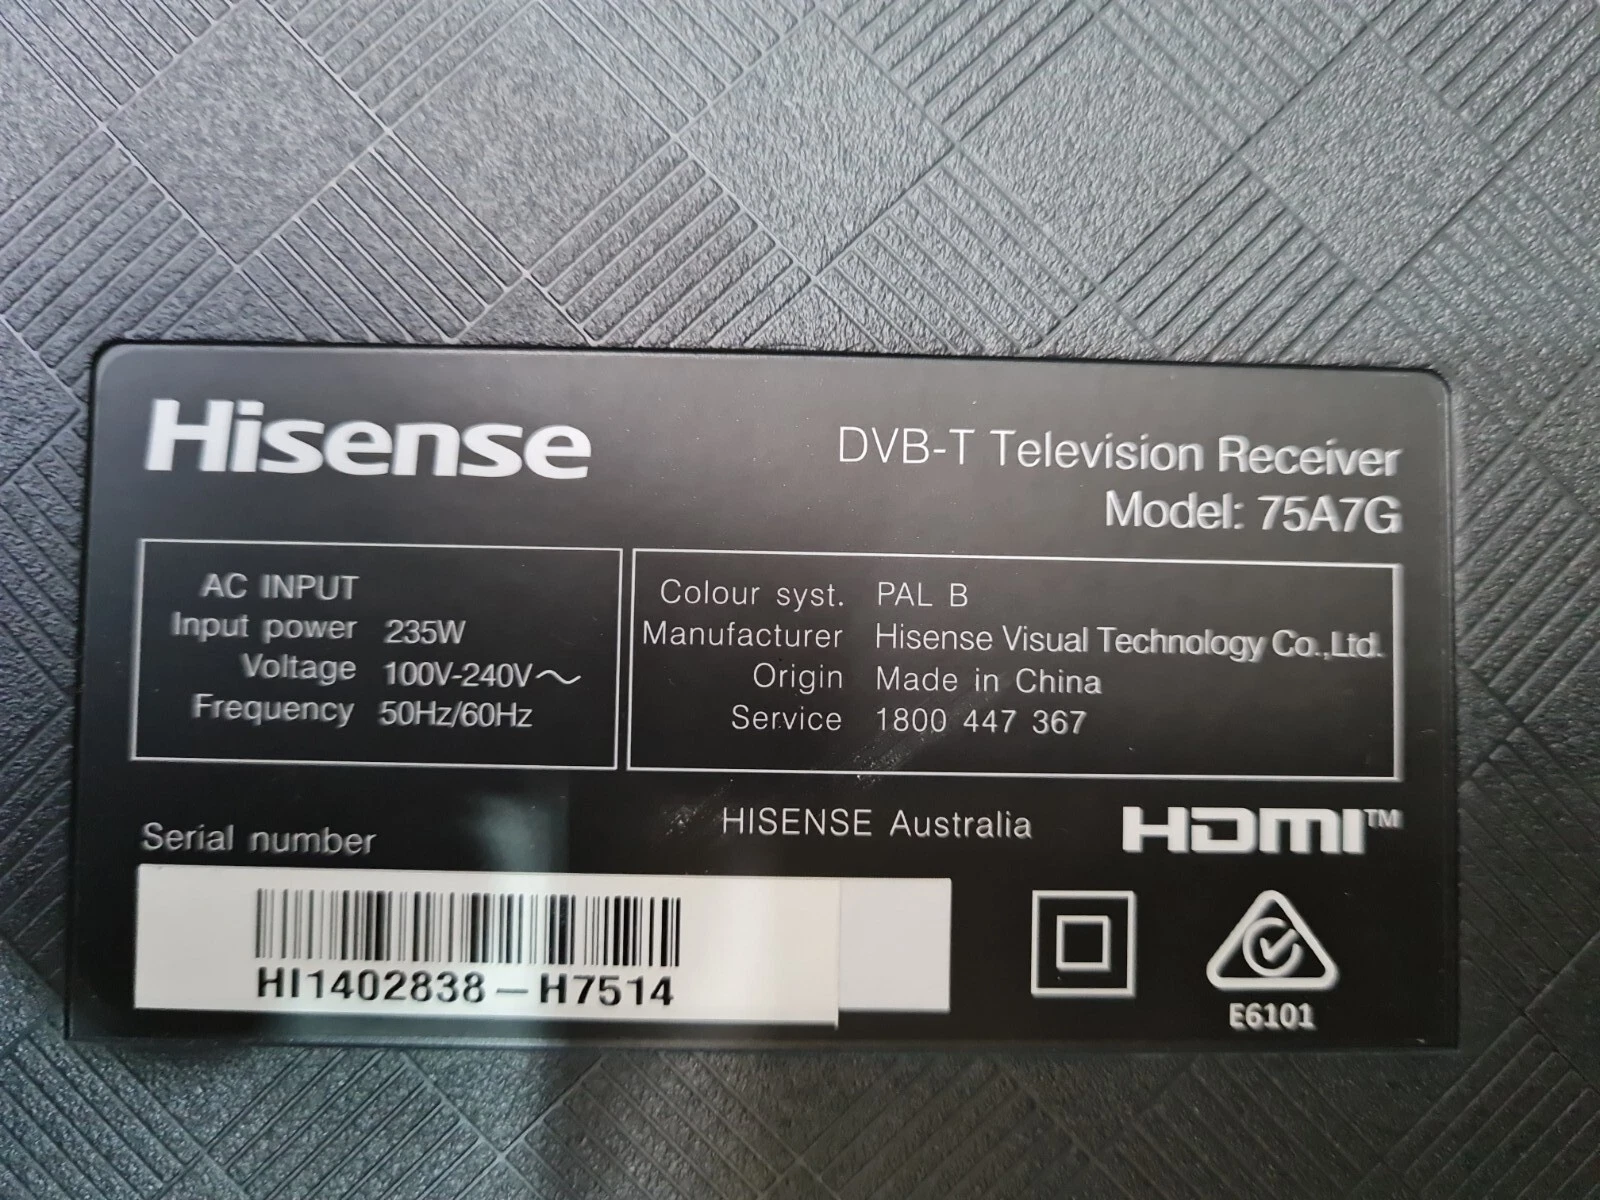 Hisense
DVB-T Television Receiver
Model: 75A7G
AC INPUT
Input power 235W
Voltage 100V-240V~
Frequency 50Hz/60Hz
Colour syst. PAL B
Manufacturer Hisense Visual Technology Co.,Ltd.
Origin Made in China
Service 1800 447 367
Serial number
HISENSE Australia
HDMI™
HI1402838-H7514
E6101